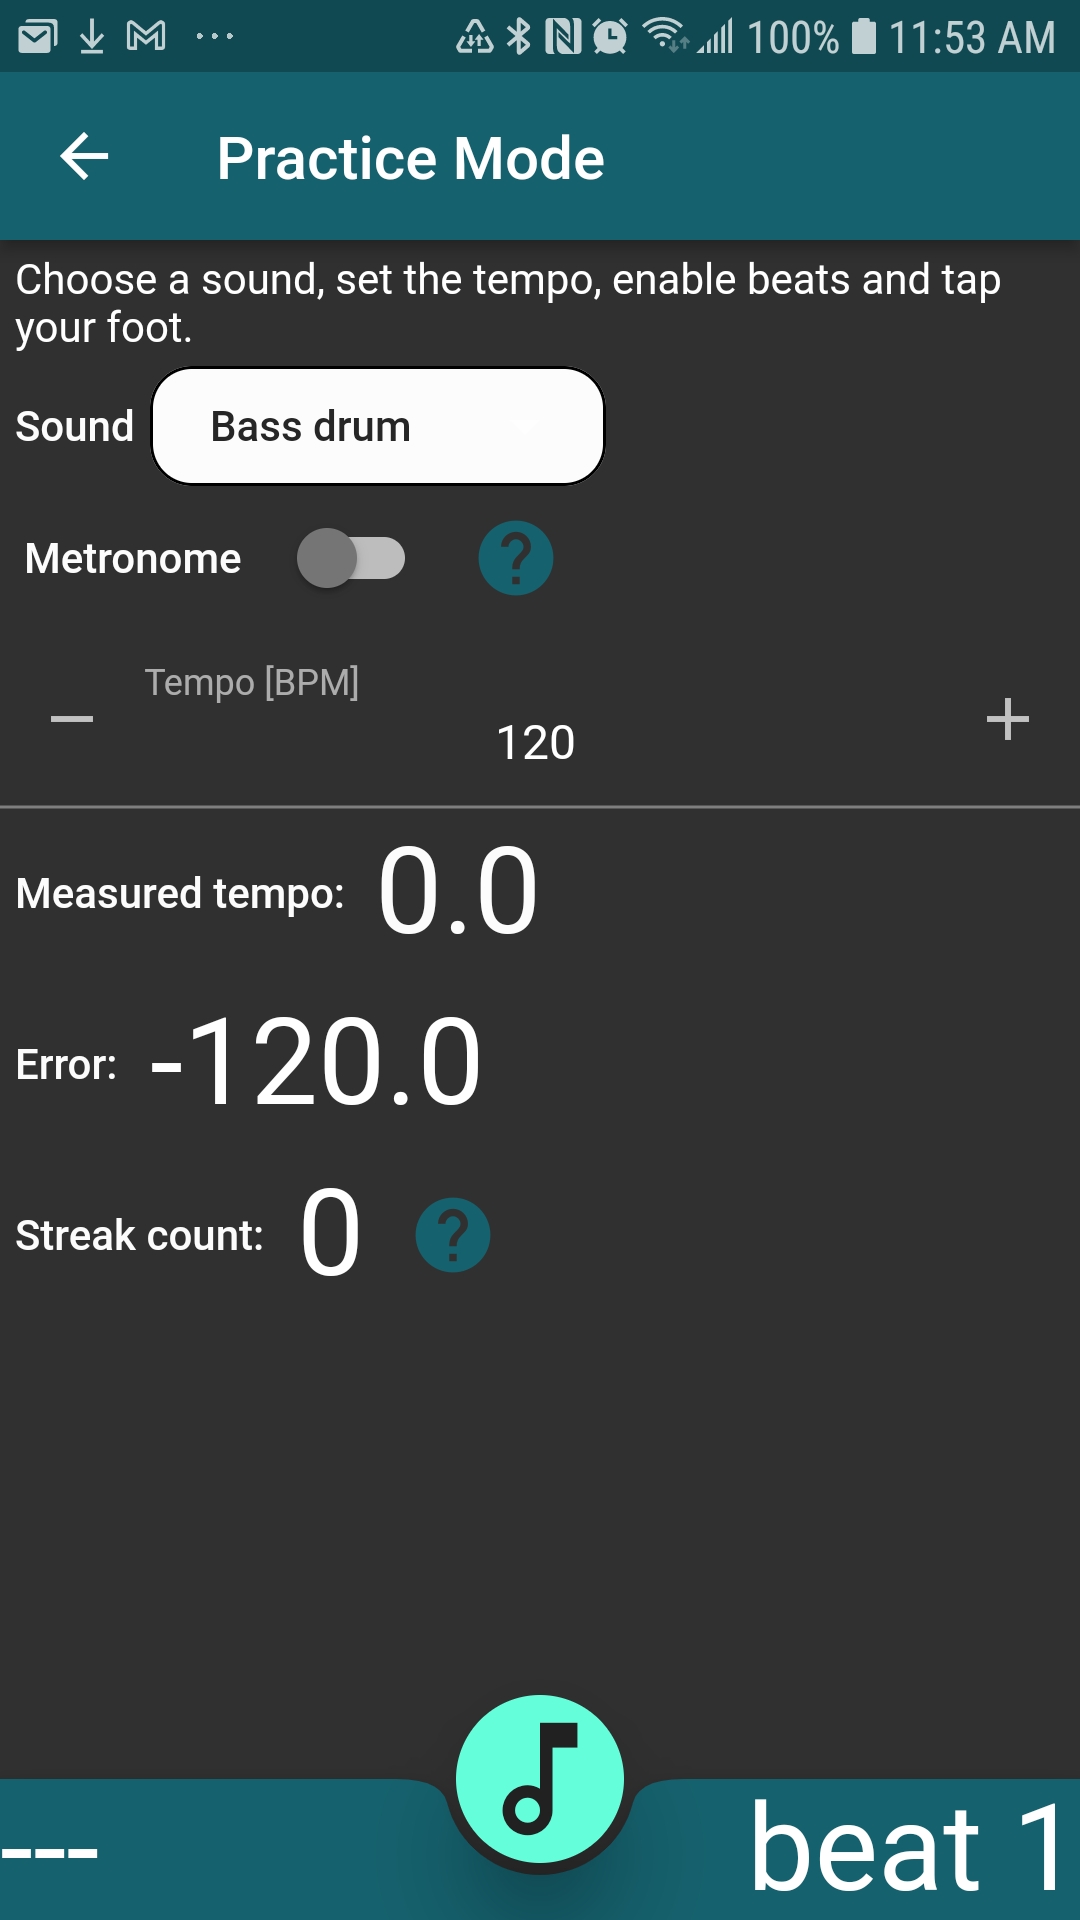 100% 11:53 AM
Practice Mode
Choose a sound, set the tempo, enable beats and tap
your foot.
Sound Bass drum
Metronome ?
Tempo [BPM]
− 120 +
Measured tempo: 0.0
Error: -120.0
Streak count: 0 ?
--- beat 1